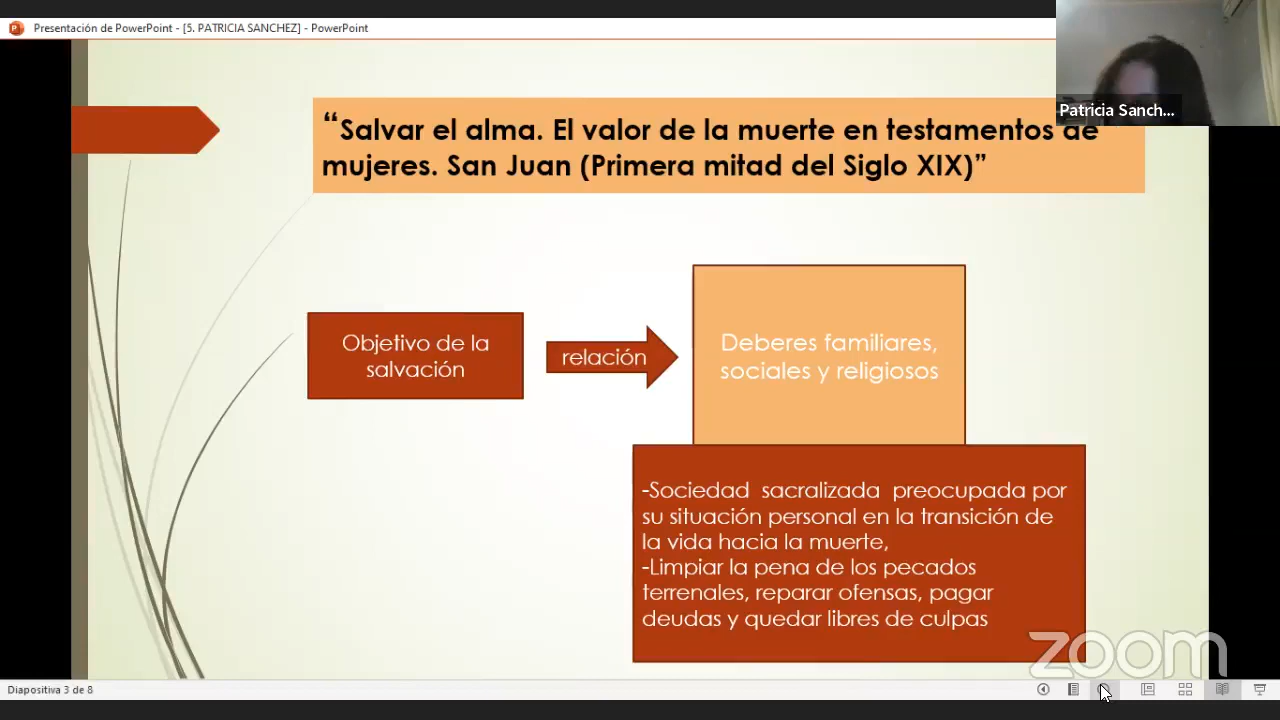 Presentación de PowerPoint - [5. PATRICIA SANCHEZ] - PowerPoint
Patricia Sanch...
“Salvar el alma. El valor de la muerte en testamentos de
mujeres. San Juan (Primera mitad del Siglo XIX)”
Objetivo de la
salvación
relación
Deberes familiares,
sociales y religiosos
-Sociedad sacralizada preocupada por
su situación personal en la transición de
la vida hacia la muerte,
-Limpiar la pena de los pecados
terrenales, reparar ofensas, pagar
deudas y quedar libres de culpas
zoom
Diapositiva 3 de 8